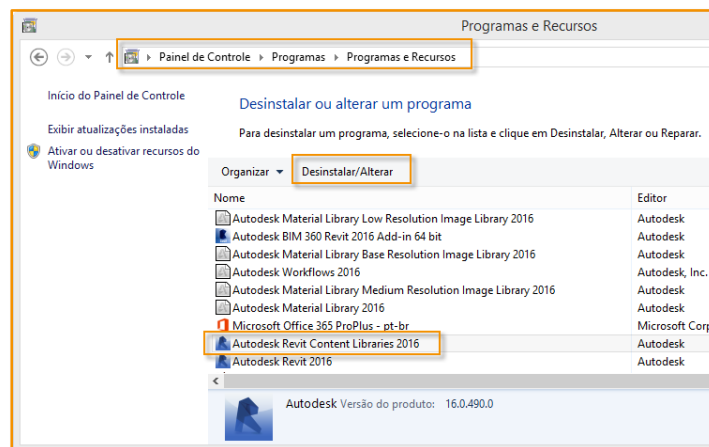 Programas e Recursos
Painel de Controle Programas Programas e Recursos
Início do Painel de Controle
Exibir atualizações instaladas
Ativar ou desativar recursos do
Windows
Desinstalar ou alterar um programa
Para desinstalar um programa, selecione-o na lista e clique em Desinstalar, Alterar ou Reparar.
Organizar Desinstalar/Alterar
Nome Editor
Autodesk Material Library Low Resolution Image Library 2016 Autodesk
Autodesk BIM 360 Revit 2016 Add-in 64 bit Autodesk
Autodesk Material Library Base Resolution Image Library 2016 Autodesk
Autodesk Workflows 2016 Autodesk, Inc.
Autodesk Material Library Medium Resolution Image Library 2016 Autodesk
Autodesk Material Library 2016 Autodesk
Microsoft Office 365 ProPlus - pt-br Microsoft Corp
Autodesk Revit Content Libraries 2016 Autodesk
Autodesk Revit 2016 Autodesk
Autodesk Versão do produto: 16.0.490.0